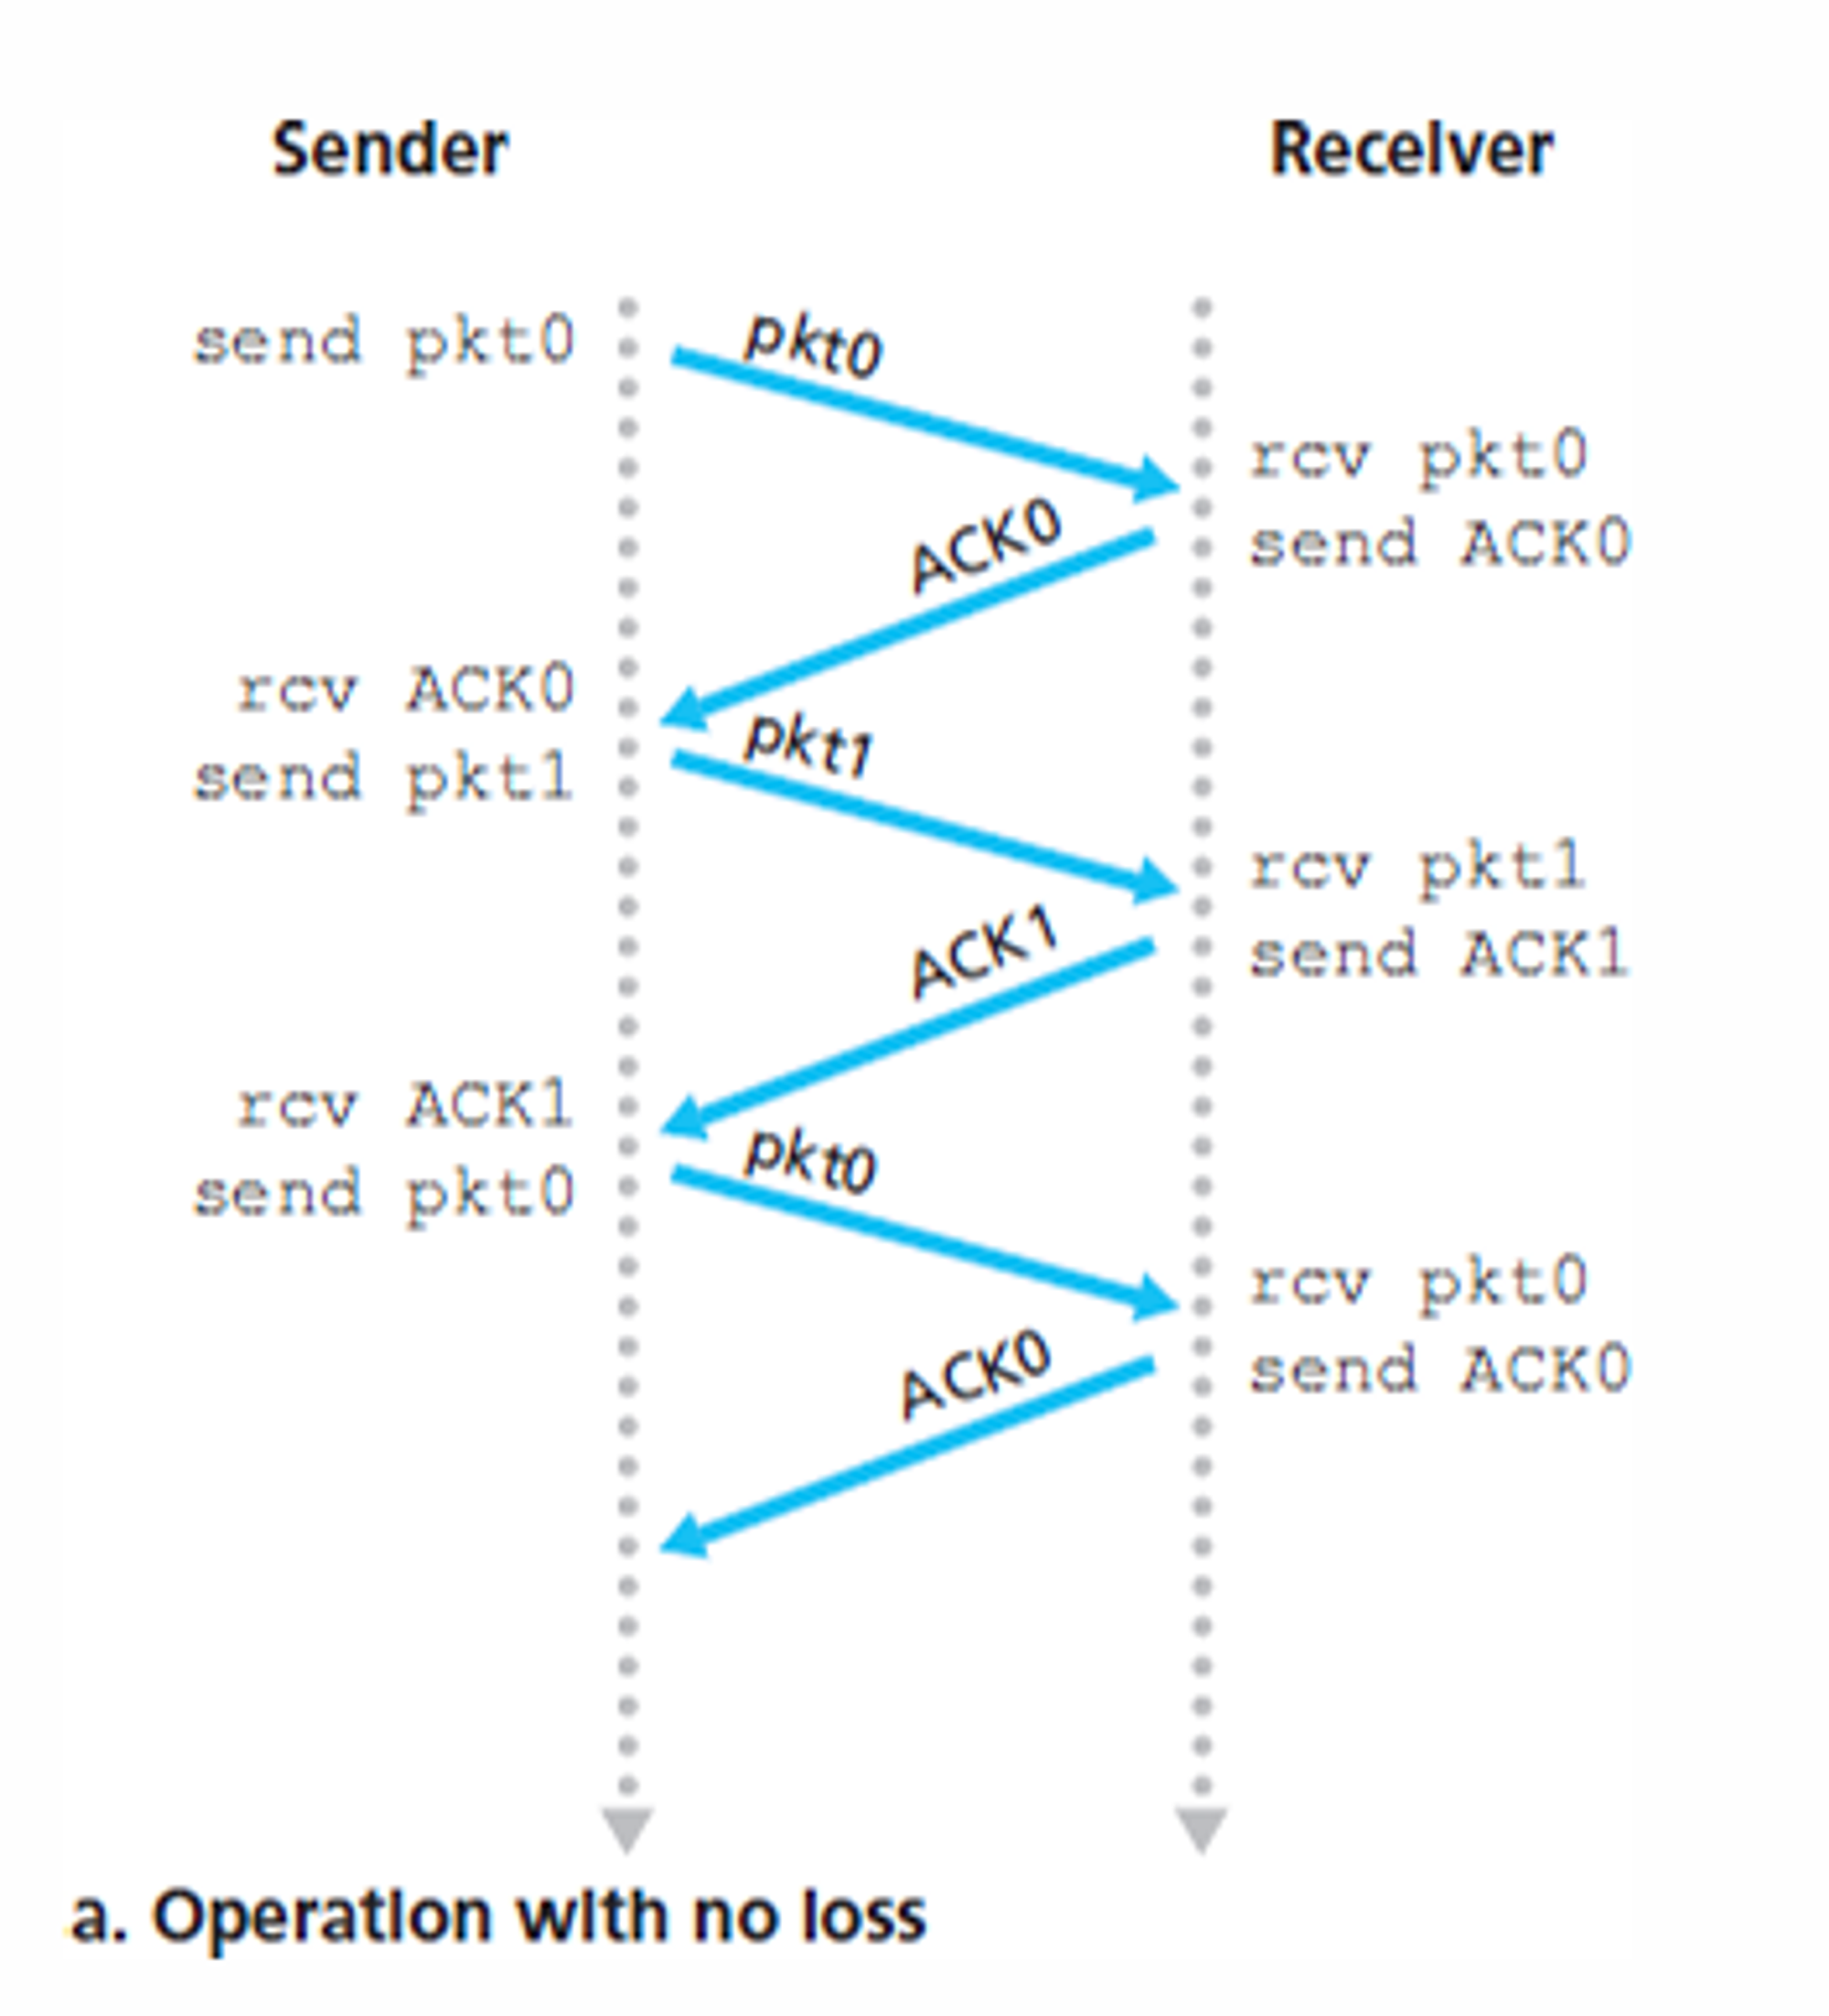 Sender
Receiver
send pkt0
pkt0
rcv pkt0
ACK0
send ACK0
rcv ACK0
pkt1
send pkt1
rcv pkt1
ACK1
send ACK1
rcv ACK1
pkt0
send pkt0
rcv pkt0
ACK0
send ACK0
a. Operation with no loss